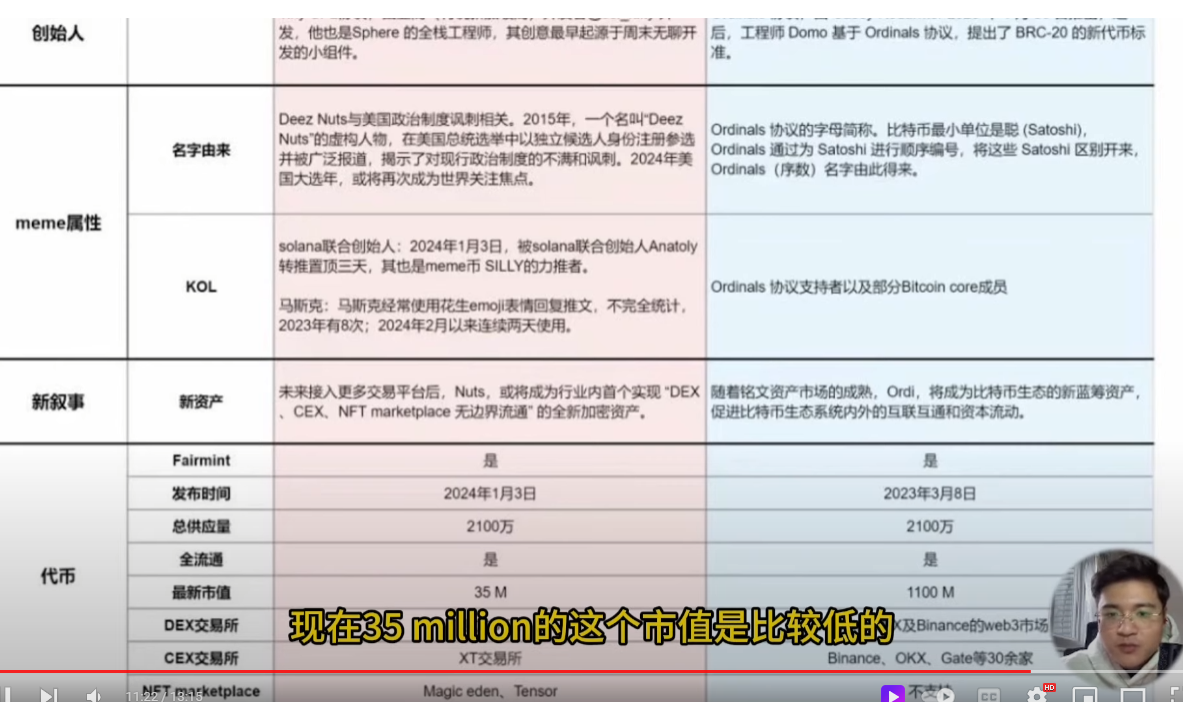 创始人
发，他也是Sphere 的全栈工程师，其创意最早起源于周末无聊开
发的小组件。
后，工程师 Domo 基于 Ordinals 协议，提出了 BRC-20 的新代币标
准。
meme属性
名字由来
Deez Nuts与美国政治制度讽刺相关。2015年，一个名叫“Deez
Nuts”的虚构人物，在美国总统选举中以独立候选人身份注册参选
并被广泛报道，揭示了对现行政治制度的不满和讽刺。2024年美
国大选年，或将再次成为世界关注焦点。
Ordinals 协议的字母简称。比特币最小单位是聪 (Satoshi),
Ordinals 通过为 Satoshi 进行顺序编号，将这些 Satoshi 区别开来，
Ordinals（序数）名字由此得来。
KOL
solana联合创始人：2024年1月3日，被solana联合创始人Anatoly
转推置顶三天，其也是meme币 SILLY的力推者。
马斯克：马斯克经常使用花生emoji表情回复推文，不完全统计，
2023年有8次；2024年2月以来连续两天使用。
Ordinals 协议支持者以及部分Bitcoin core成员
新叙事
新资产
未来接入更多交易平台后，Nuts，或将成为行业内首个实现 “DEX
、CEX、NFT marketplace 无边界流通” 的全新加密资产。
随着铭文资产市场的成熟，Ordi，将成为比特币生态的新蓝筹资产，
促进比特币生态系统内外的互联互通和资本流动。
代币
Fairmint
是
是
发布时间
2024年1月3日
2023年3月8日
总供应量
2100万
2100万
全流通
是
是
最新市值
35 M
1100 M
DEX交易所
X及Binance的web3市场
现在35 million的这个市值是比较低的
CEX交易所
XT交易所
Binance、OKX、Gate等30余家
NFT marketplace
Magic eden、Tensor
不支持
11:22 / 13:15
CC
HD